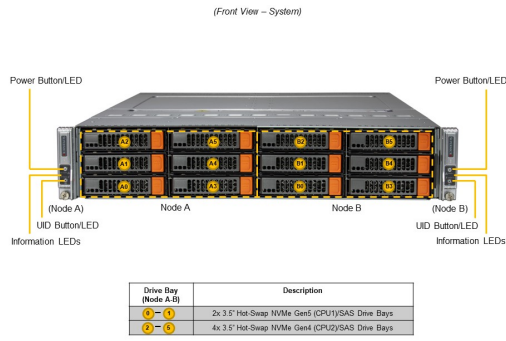 (Front View – System)
Power Button/LED
Power Button/LED
A2
A5
B2
B5
A1
A4
B1
B4
A0
A3
B0
B3
(Node A)
Node A
Node B
(Node B)
UID Button/LED
UID Button/LED
Information LEDs
Information LEDs
Drive Bay
(Node A-B)
Description
0 – 1
2x 3.5" Hot-Swap NVMe Gen5 (CPU1)/SAS Drive Bays
2 – 5
4x 3.5" Hot-Swap NVMe Gen4 (CPU2)/SAS Drive Bays